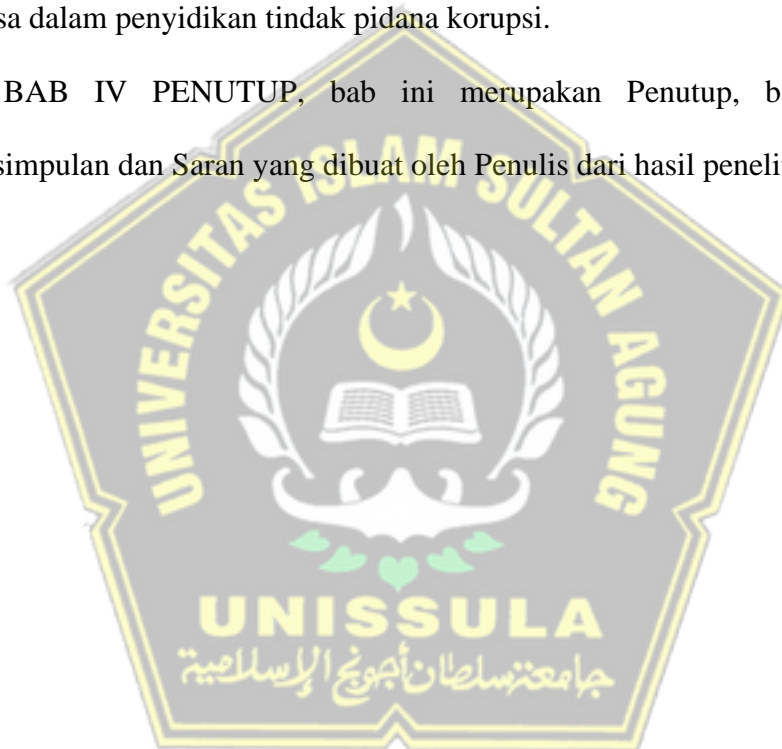 sa dalam penyidikan tindak pidana korupsi.
BAB IV PENUTUP, bab ini merupakan Penutup, b
simpulan dan Saran yang dibuat oleh Penulis dari hasil penelit
UNIVERSITAS ISLAM SULTAN AGUNG
UNISSULA
جامعة سلطان أجونج الإسلامية